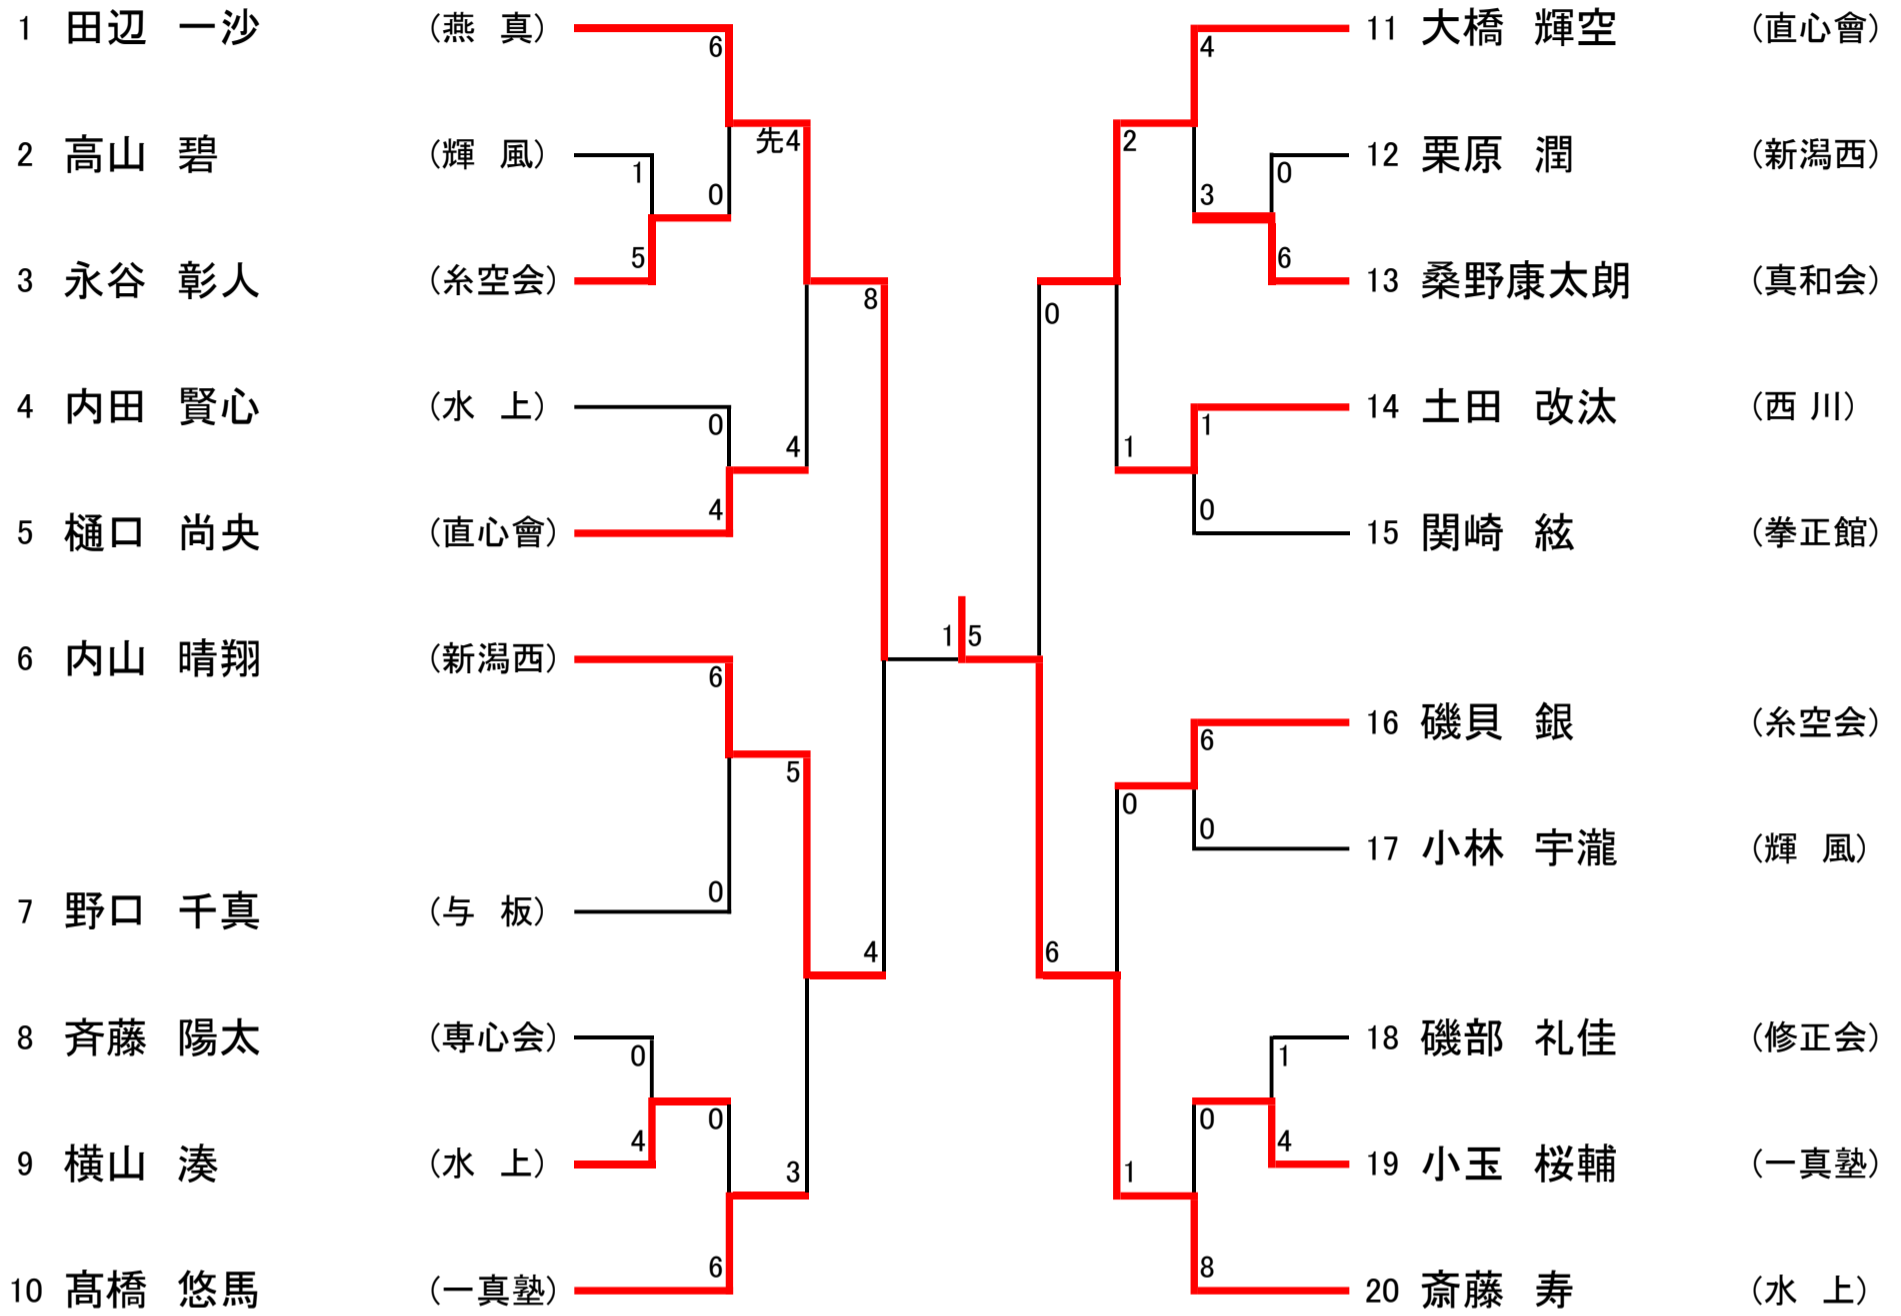 1 田辺 一沙 (燕 真) 6 4 11 大橋 輝空 (直心會)
先4 2
2 高山 碧 (輝 風) 1 0 3 0 12 栗原 潤 (新潟西)
3 永谷 彰人 (糸空会) 5 6 13 桑野康太朗 (真和会)
8 0
4 内田 賢心 (水 上) 0 1 14 土田 改汰 (西 川)
4 1
5 樋口 尚央 (直心會) 4 0 15 関崎 絃 (拳正館)
1 5
6 内山 晴翔 (新潟西) 6
16 磯貝 銀 (糸空会)
6
5 0
0 17 小林 宇瀧 (輝 風)
7 野口 千真 (与 板) 0
4 6
8 斉藤 陽太 (専心会) 0 1 18 磯部 礼佳 (修正会)
0 0
9 横山 湊 (水 上) 4 4 19 小玉 桜輔 (一真塾)
3 1
10 髙橋 悠馬 (一真塾) 6 8 20 斎藤 寿 (水 上)